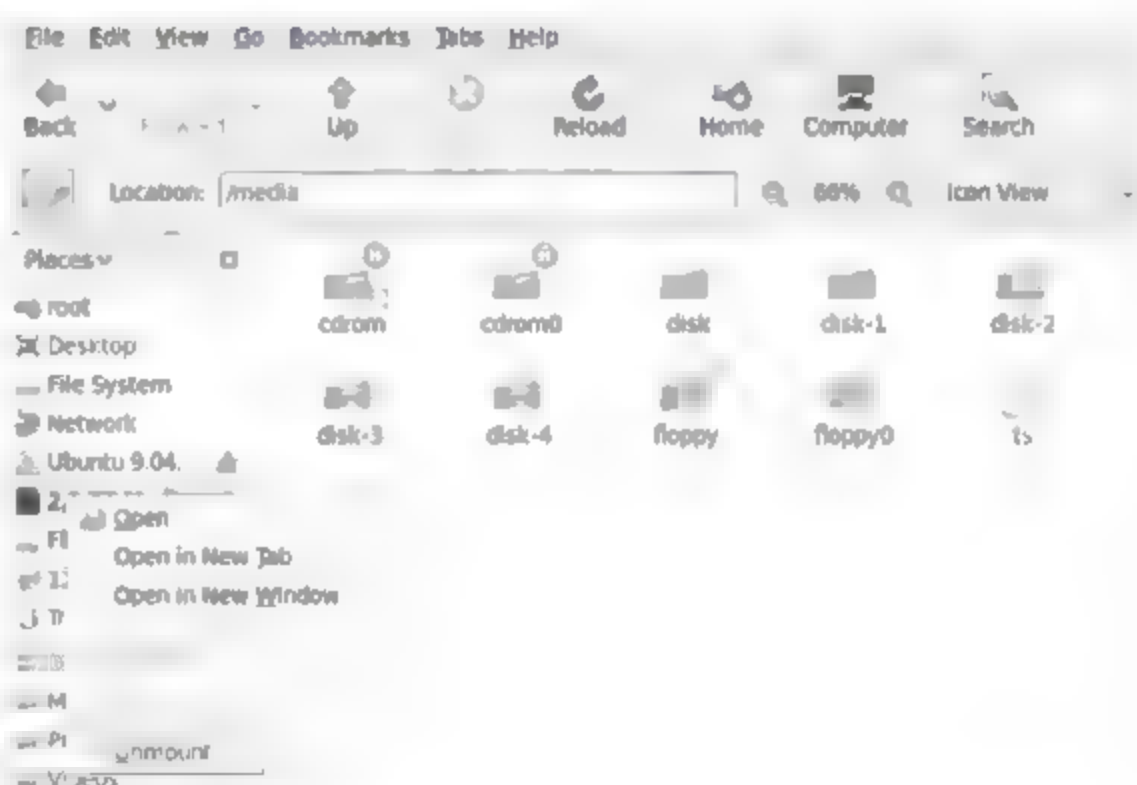 File Edit View Go Bookmarks Tabs Help
Back Up Reload Home Computer Search
Location: /media 66% Icon View
Places
cdrom cdrom0 disk disk-1 disk-2
root
Desktop
File System
disk-3 disk-4 floppy floppy0
Network
Ubuntu 9.04.
Open
Open in New Tab
Open in New Window